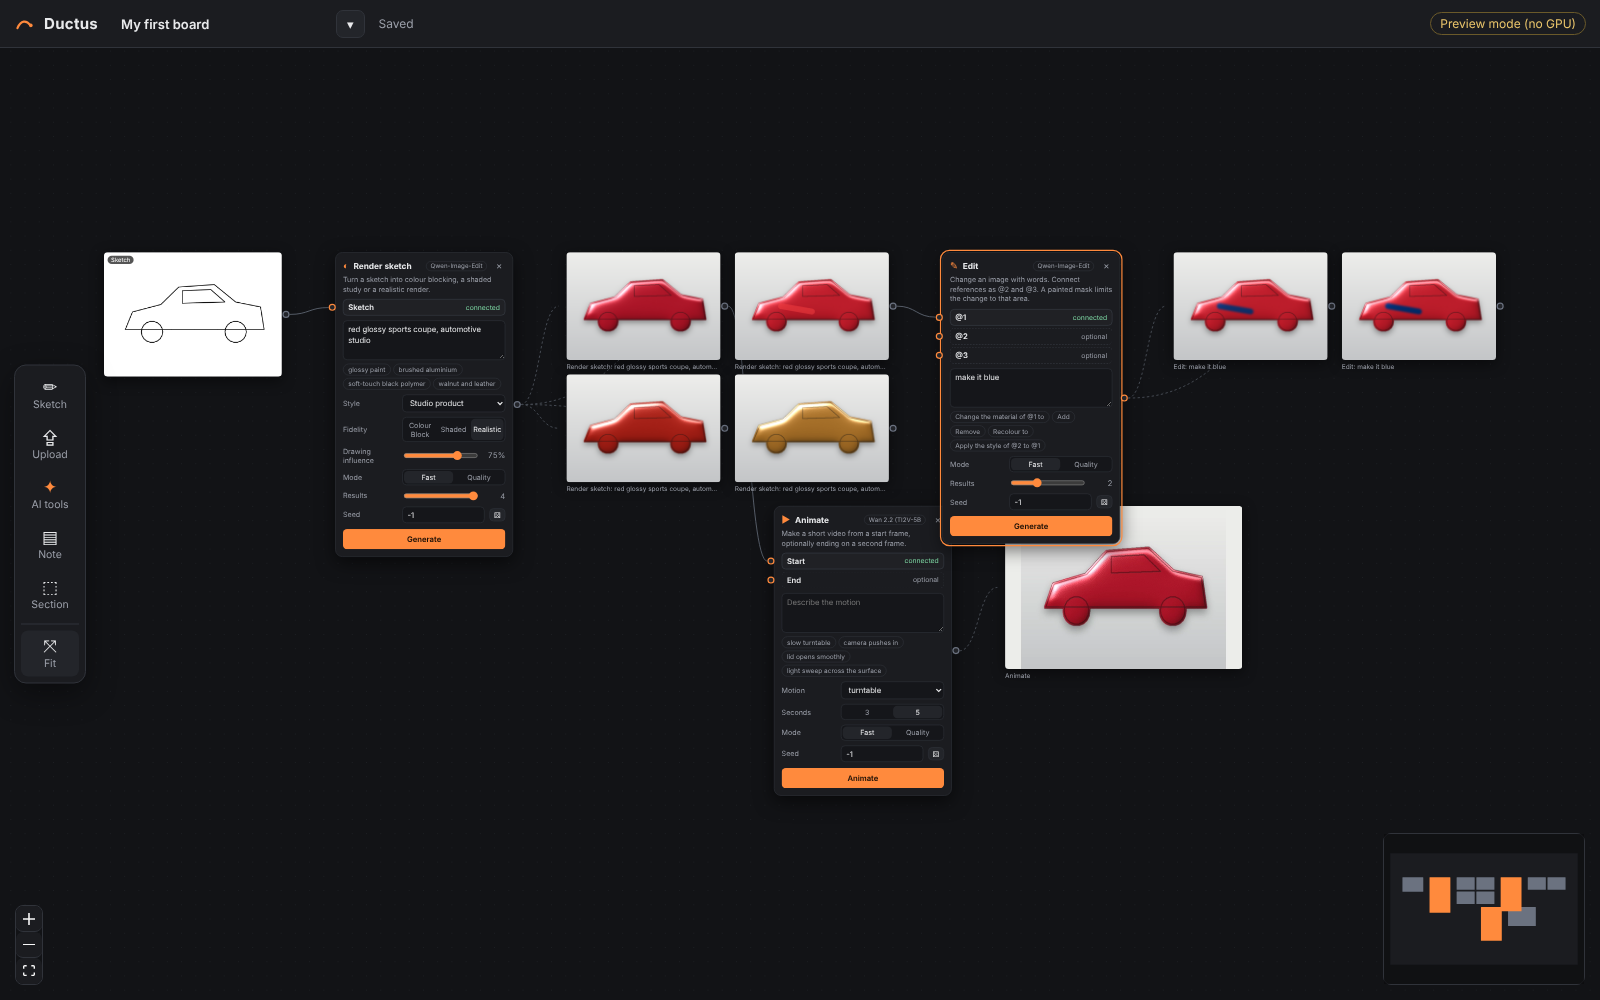 Ductus
My first board
▾
Saved
Preview mode (no GPU)
Sketch
Upload
AI tools
Note
Section
Fit
Sketch
Render sketch
Qwen-Image-Edit
×
Turn a sketch into colour blocking, a shaded
study or a realistic render.
Sketch
connected
red glossy sports coupe, automotive
studio
glossy paint
brushed aluminium
soft-touch black polymer
walnut and leather
Style
Studio product
Fidelity
Colour
Block
Shaded
Realistic
Drawing
influence
75%
Mode
Fast
Quality
Results
4
Seed
-1
Generate
Render sketch: red glossy sports coupe, autom...
Render sketch: red glossy sports coupe, autom...
Render sketch: red glossy sports coupe, autom...
Render sketch: red glossy sports coupe, autom...
Edit
Qwen-Image-Edit
×
Change an image with words. Connect
references as @2 and @3. A painted mask limits
the change to that area.
@1
connected
@2
optional
@3
optional
make it blue
Change the material of @1 to
Add
Remove
Recolour to
Apply the style of @2 to @1
Mode
Fast
Quality
Results
2
Seed
-1
Generate
Edit: make it blue
Edit: make it blue
Animate
Wan 2.2 (TI2V-5B
×
Make a short video from a start frame,
optionally ending on a second frame.
Start
connected
End
optional
Describe the motion
slow turntable
camera pushes in
lid opens smoothly
light sweep across the surface
Motion
turntable
Seconds
3
5
Mode
Fast
Quality
Seed
-1
Animate
Animate